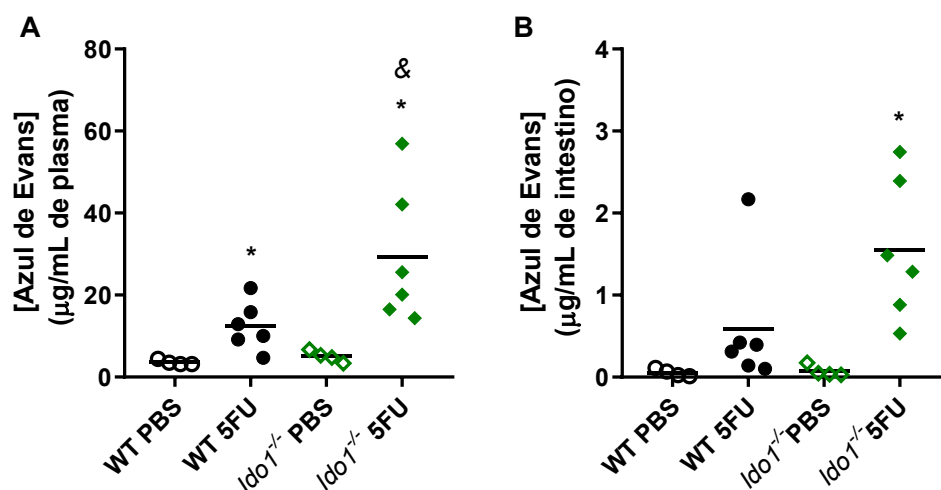 A
[Azul de Evans]
(μg/mL de plasma)
80
60
40
20
0
*
*
&
WT PBS
WT 5FU
Ido1-/- PBS
Ido1-/- 5FU
B
[Azul de Evans]
(μg/mL de intestino)
4
3
2
1
0
*
WT PBS
WT 5FU
Ido1-/- PBS
Ido1-/- 5FU